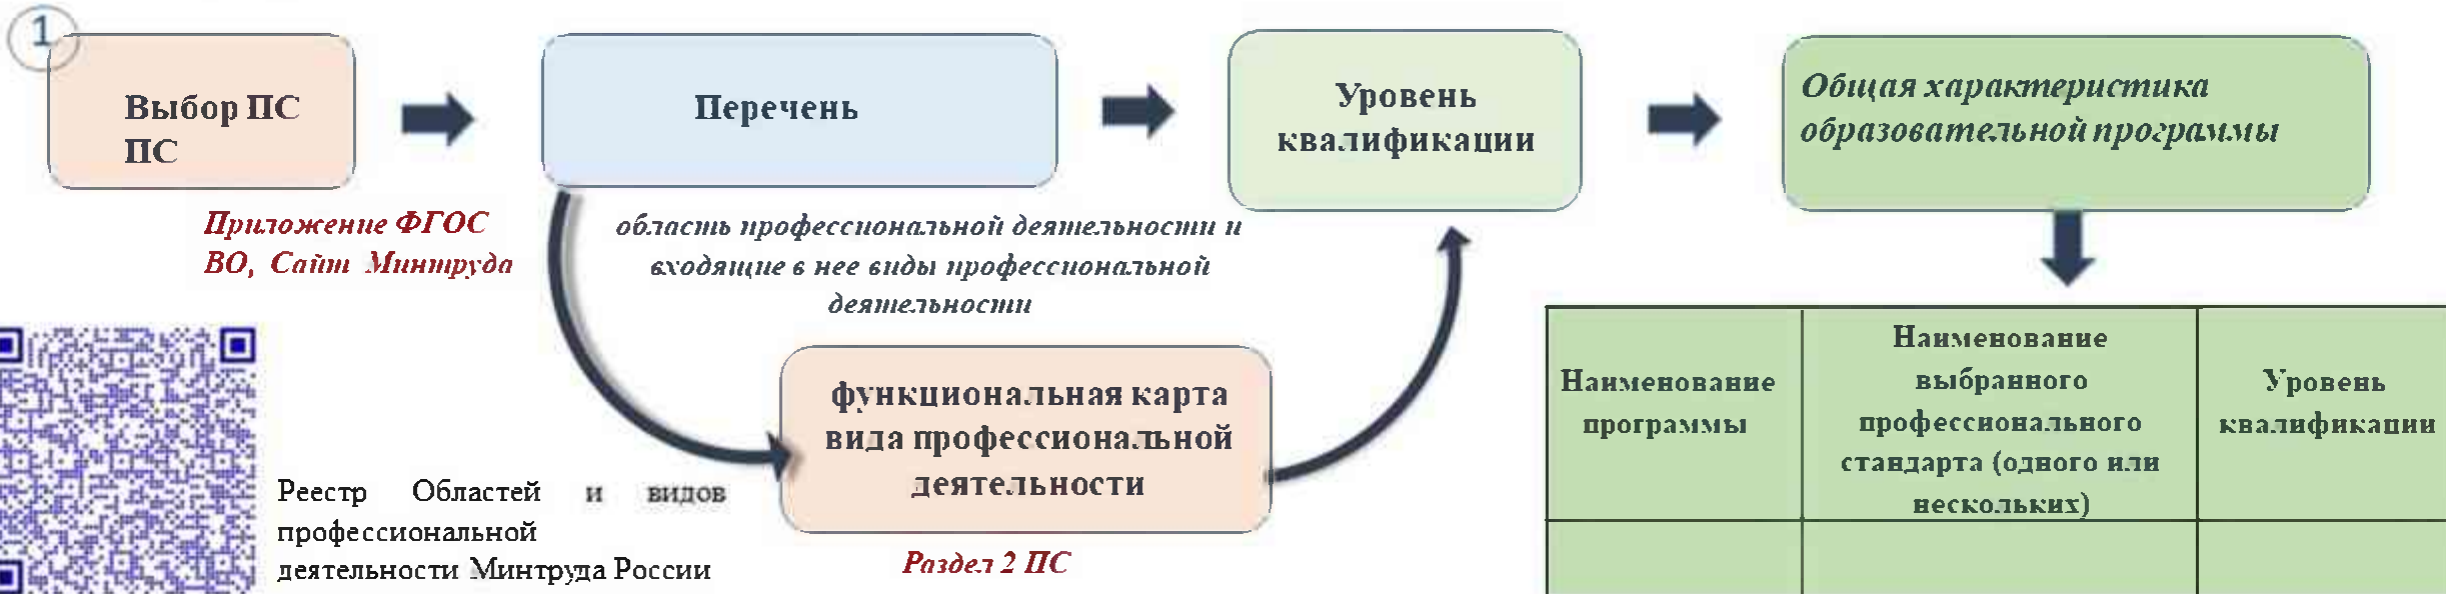 1
Выбор ПС
ПС
Перечень
Уровень
квалификации
Общая характеристика
образовательной программы
Приложение ФГОС
ВО, Сайт Минтруда
область профессиональной деятельности и
входящие в нее виды профессиональной
деятельности
функциональная карта
вида профессиональной
деятельности
Раздел 2 ПС
Реестр Областей и видов
профессиональной
деятельности Минтруда России
Наименование
программы
Наименование
выбранного
профессионального
стандарта (одного или
нескольких)
Уровень
квалификации